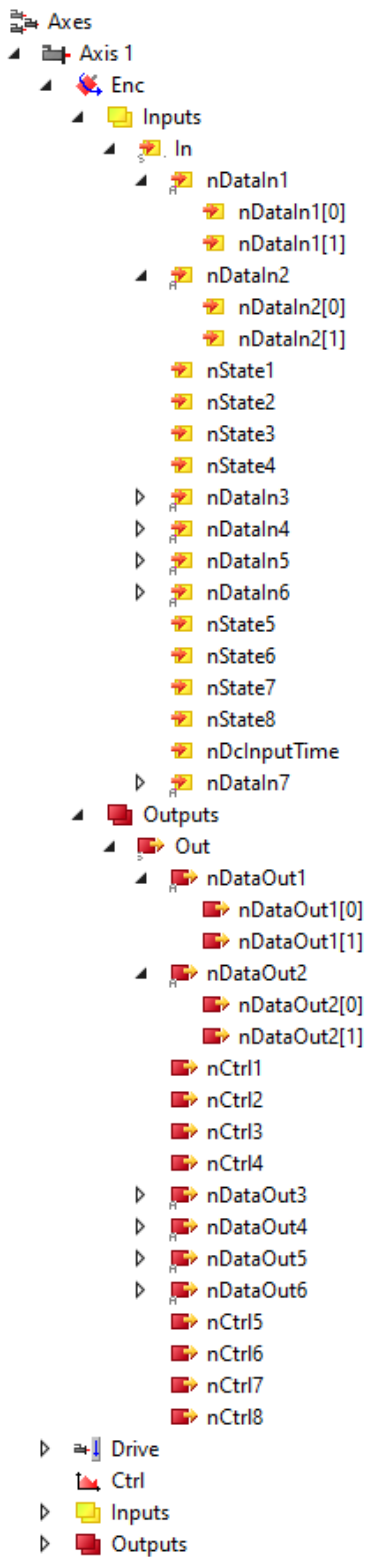 Axes
Axis 1
Enc
Inputs
In
nDataIn1
nDataIn1[0]
nDataIn1[1]
nDataIn2
nDataIn2[0]
nDataIn2[1]
nState1
nState2
nState3
nState4
nDataIn3
nDataIn4
nDataIn5
nDataIn6
nState5
nState6
nState7
nState8
nDcInputTime
nDataIn7
Outputs
Out
nDataOut1
nDataOut1[0]
nDataOut1[1]
nDataOut2
nDataOut2[0]
nDataOut2[1]
nCtrl1
nCtrl2
nCtrl3
nCtrl4
nDataOut3
nDataOut4
nDataOut5
nDataOut6
nCtrl5
nCtrl6
nCtrl7
nCtrl8
Drive
Ctrl
Inputs
Outputs